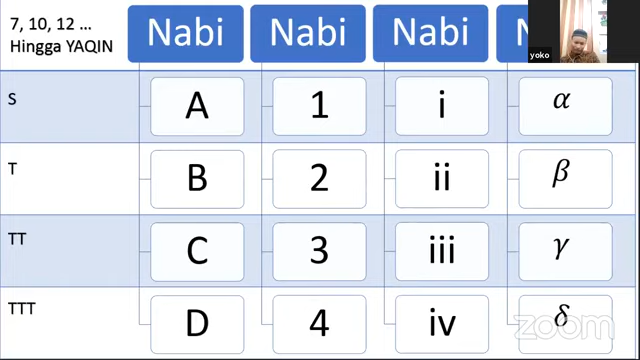 7, 10, 12 ...
Hingga YAQIN
Nabi Nabi Nabi N
yoko
S A 1 i α
T B 2 ii β
TT C 3 iii γ
TTT D 4 iv δ
zoom